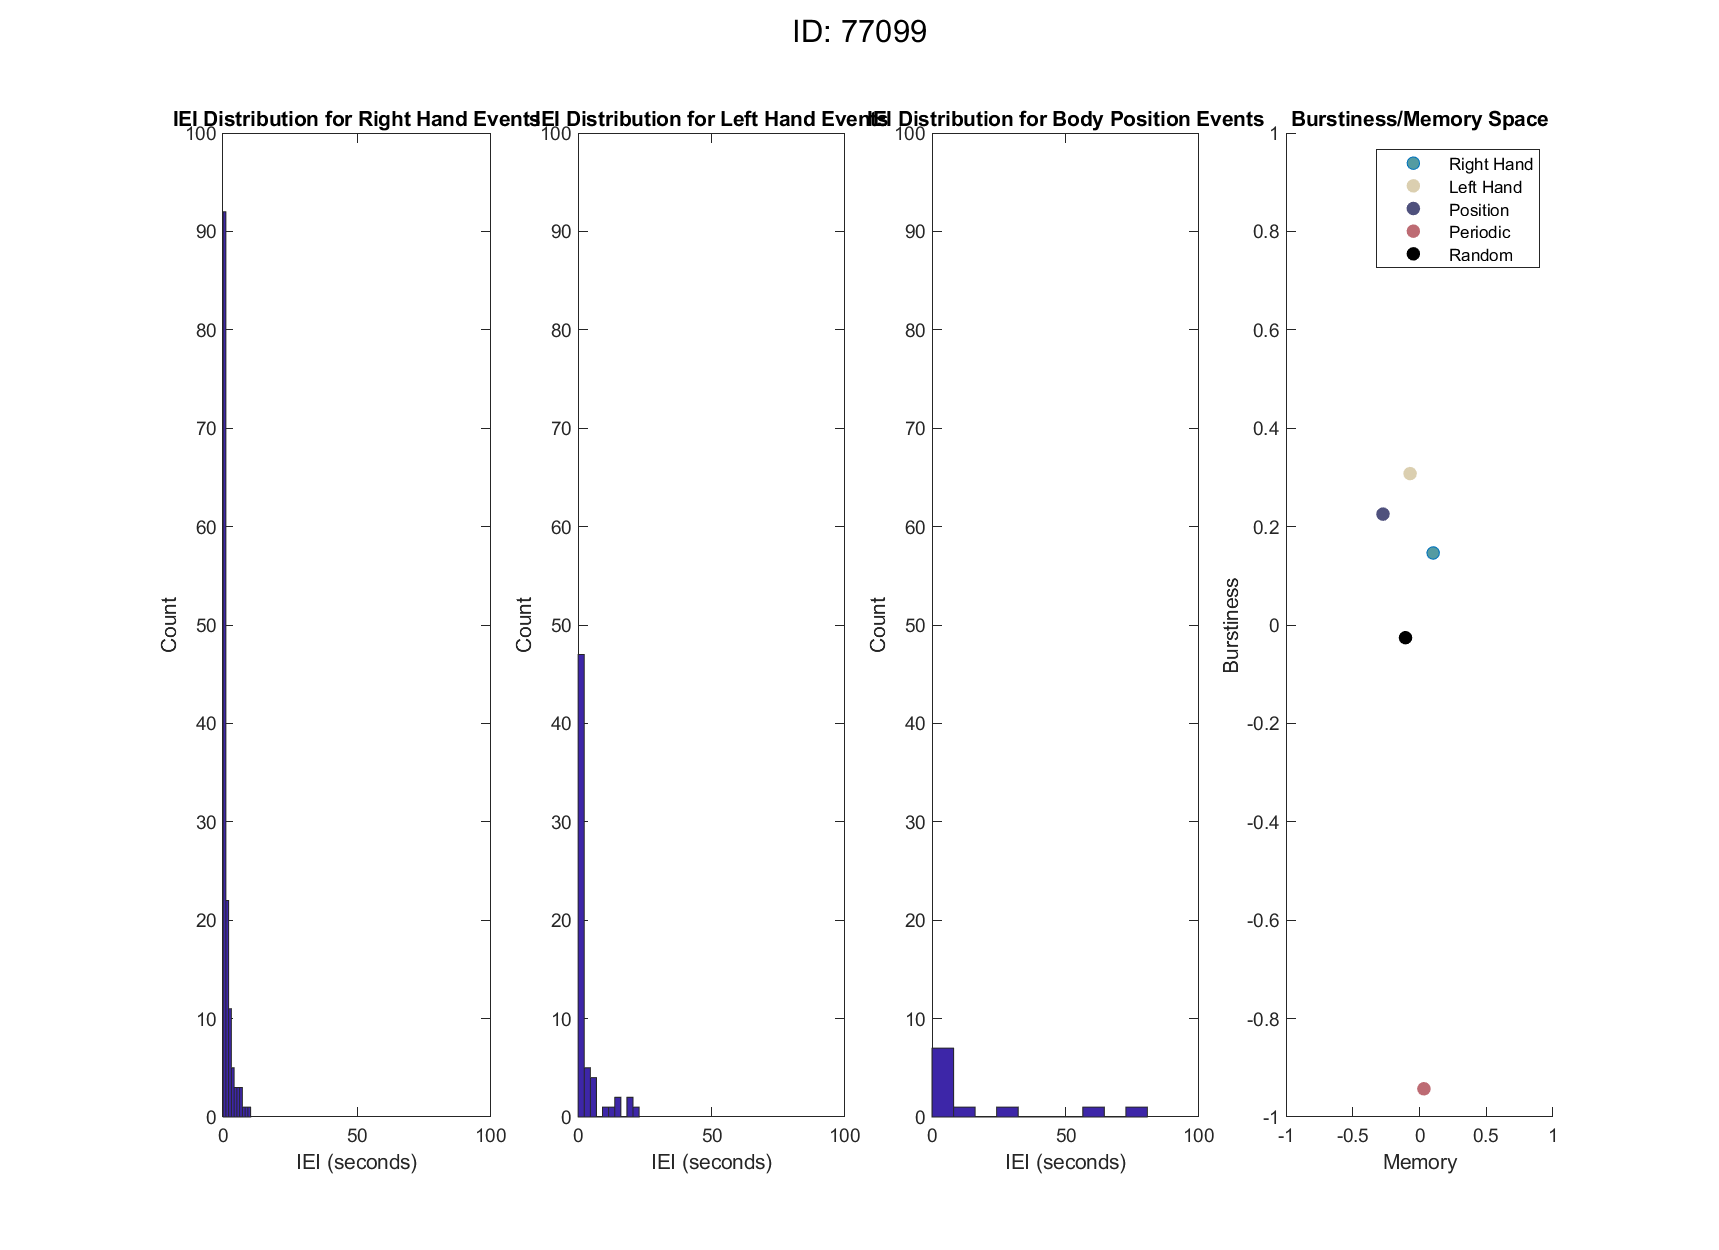 ID: 77099
IEI Distribution for Right Hand Events
100
90
80
70
60
50
40
30
20
10
0
Count
0 50 100
IEI (seconds)
IEI Distribution for Left Hand Events
100
90
80
70
60
50
40
30
20
10
0
Count
0 50 100
IEI (seconds)
IEI Distribution for Body Position Events
100
90
80
70
60
50
40
30
20
10
0
Count
0 50 100
IEI (seconds)
Burstiness/Memory Space
1
0.8
0.6
0.4
0.2
0
-0.2
-0.4
-0.6
-0.8
-1
Burstiness
Right Hand
Left Hand
Position
Periodic
Random
-1 -0.5 0 0.5 1
Memory